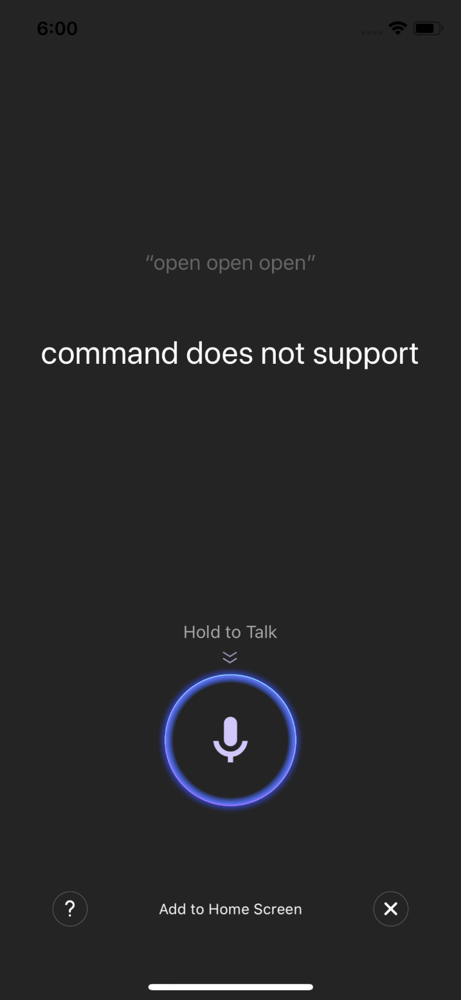 6:00
“open open open”
command does not support
Hold to Talk
?
Add to Home Screen